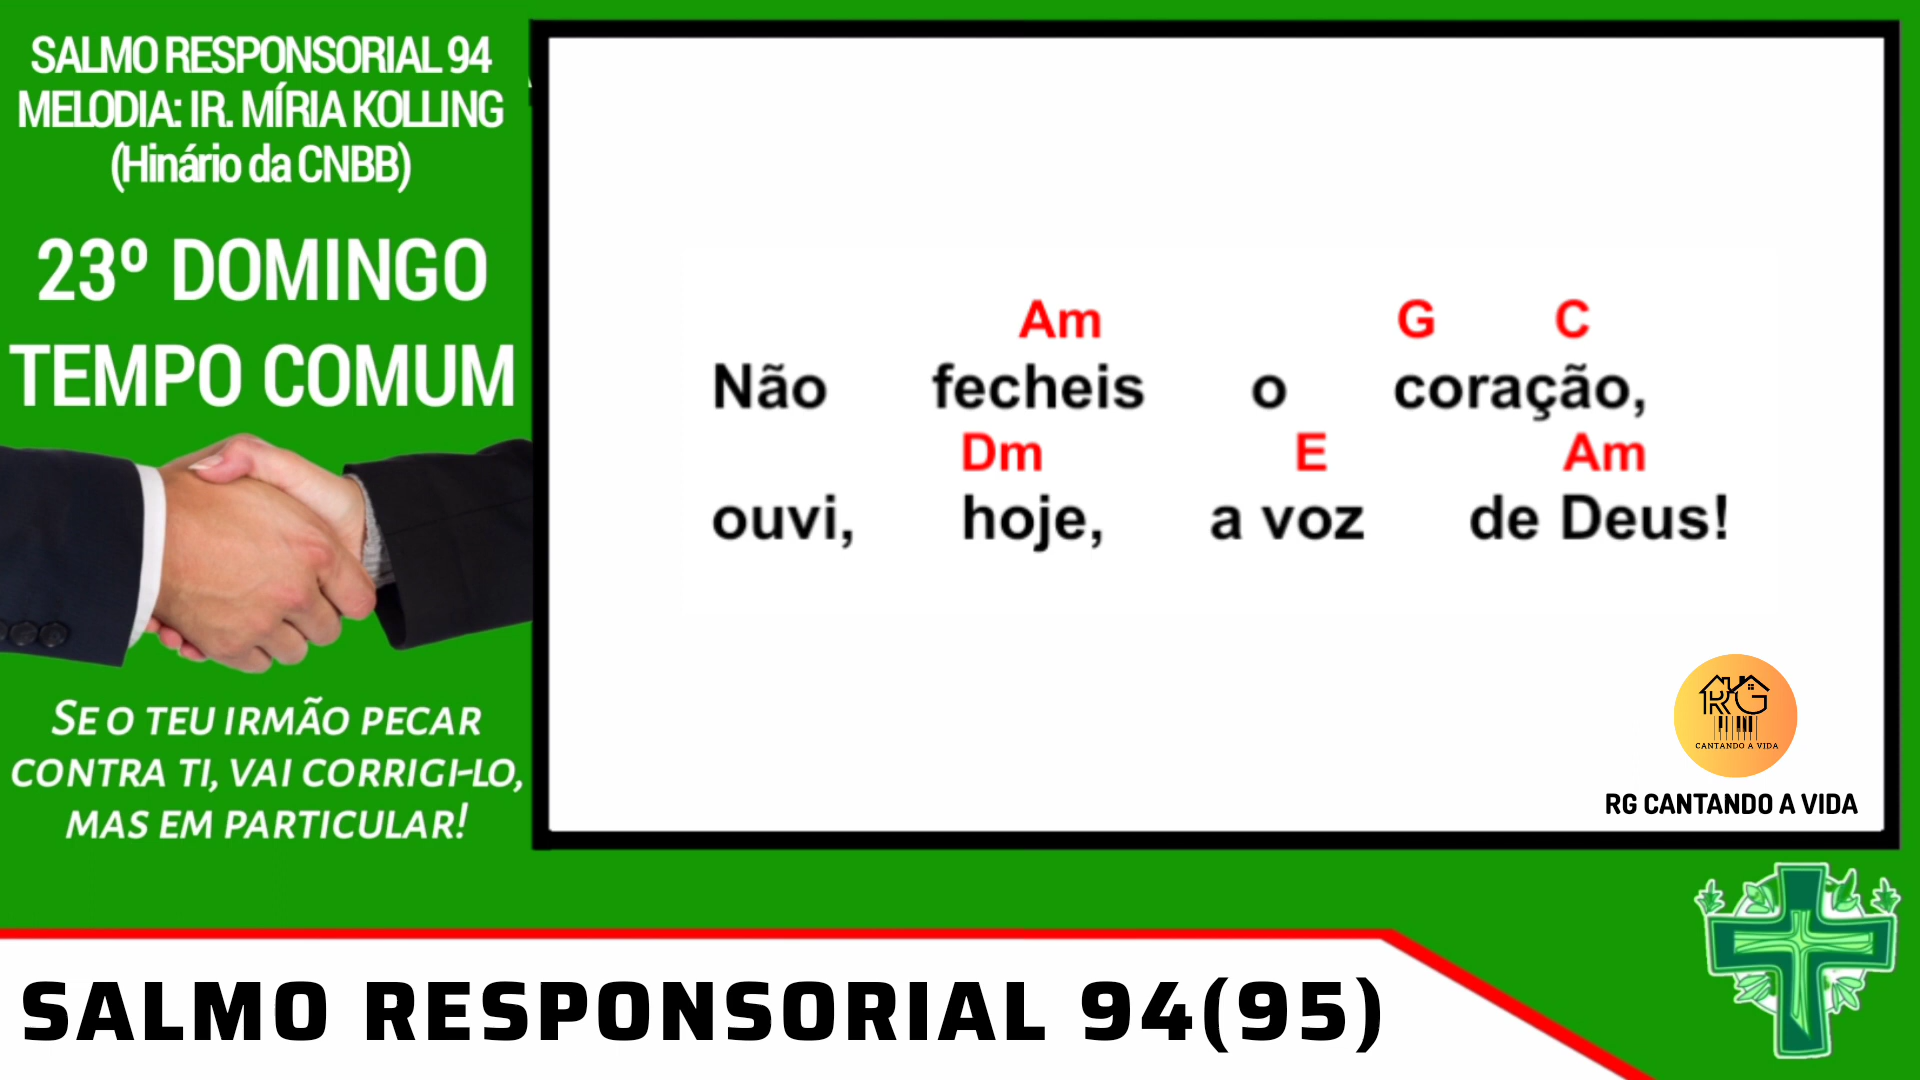 SALMO RESPONSORIAL 94
MELODIA: IR. MÍRIA KOLLING
(Hinário da CNBB)
23º DOMINGO
TEMPO COMUM
SE O TEU IRMÃO PECAR
CONTRA TI, VAI CORRIGI-LO,
MAS EM PARTICULAR!
Am G C
Não fecheis o coração,
Dm E Am
ouvi, hoje, a voz de Deus!
RG
CANTANDO A VIDA
RG CANTANDO A VIDA
SALMO RESPONSORIAL 94(95)